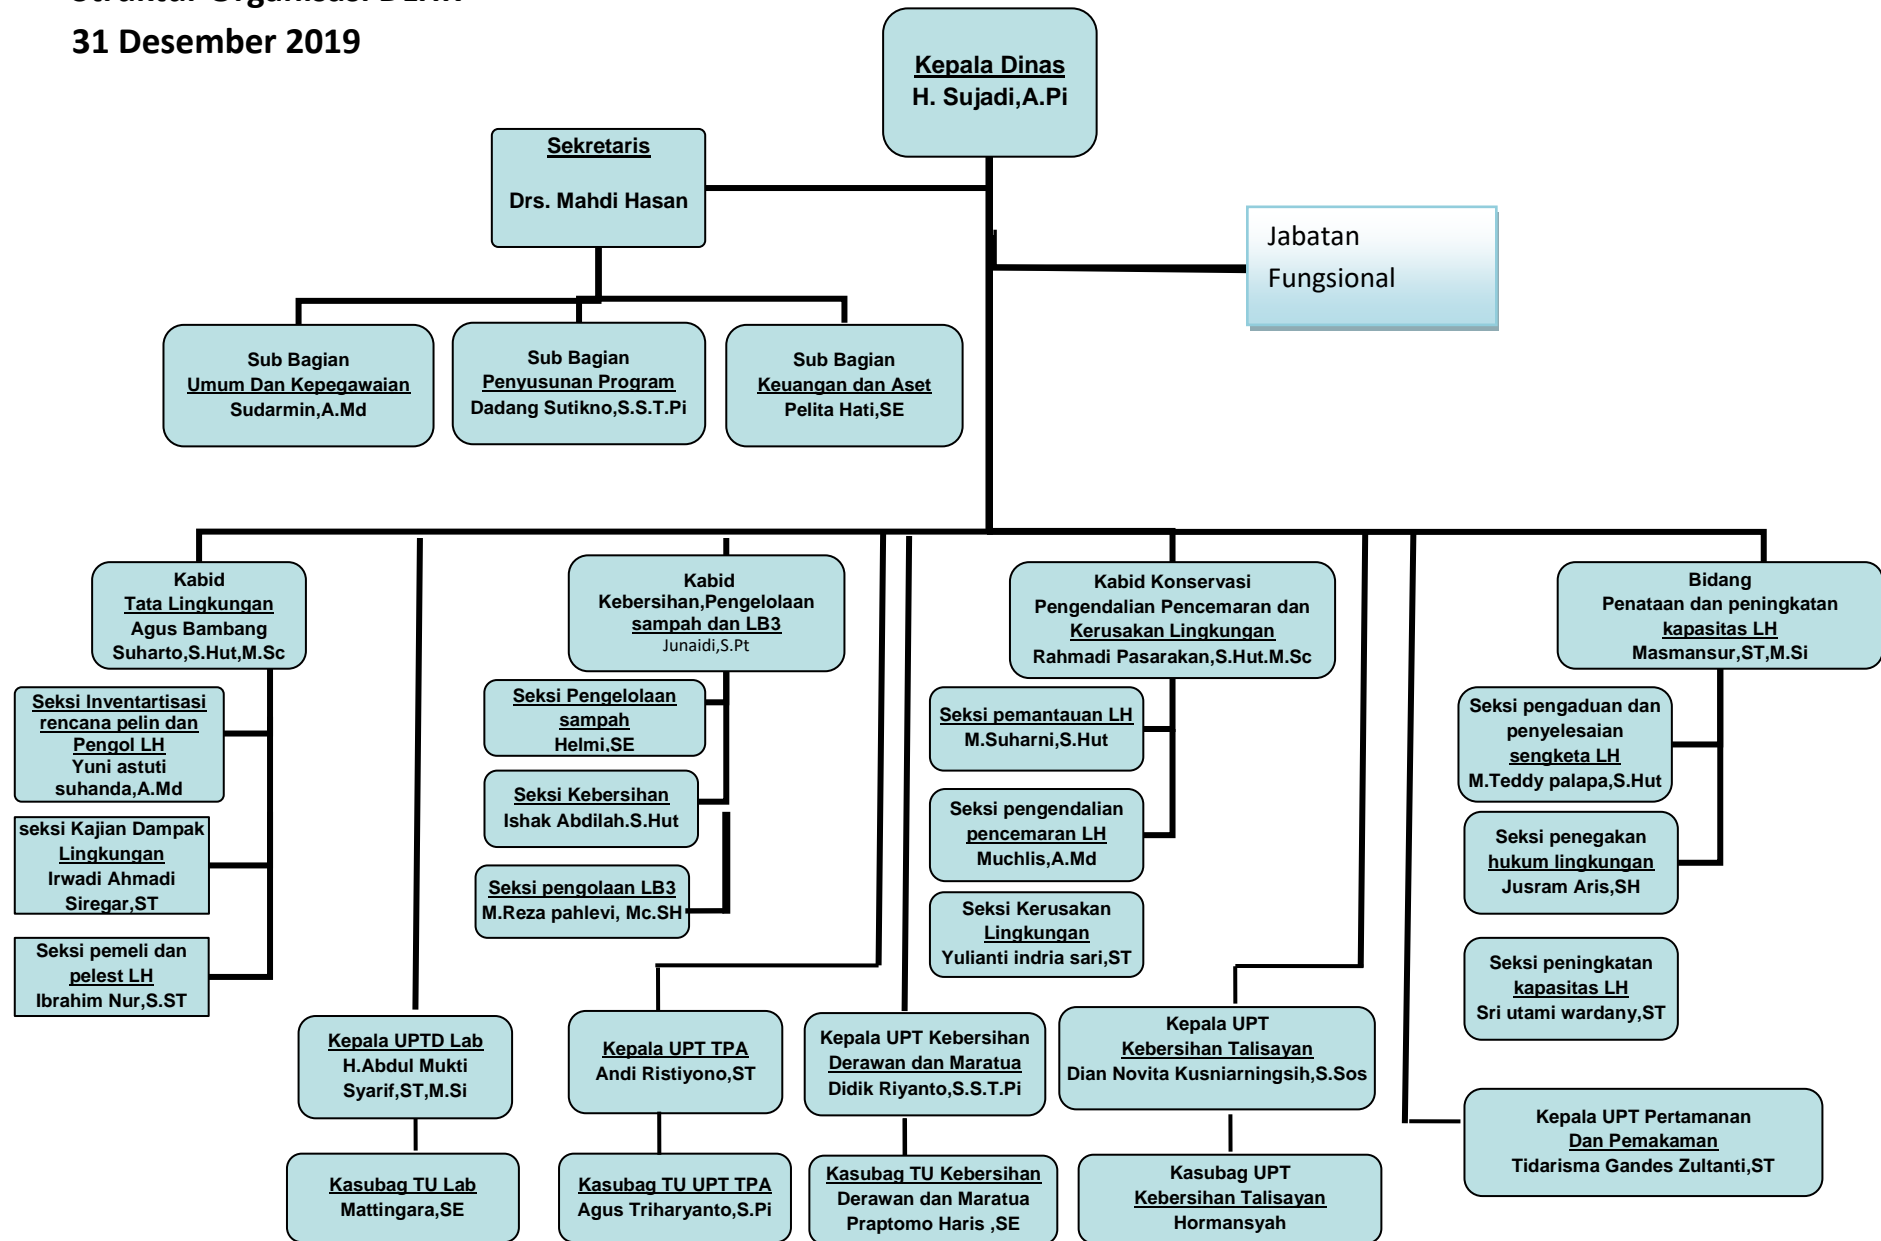 31 Desember 2019
Kepala Dinas
H. Sujadi,A.Pi
Sekretaris
Drs. Mahdi Hasan
Jabatan
Fungsional
Sub Bagian
Umum Dan Kepegawaian
Sudarmin,A.Md
Sub Bagian
Penyusunan Program
Dadang Sutikno,S.S.T.Pi
Sub Bagian
Keuangan dan Aset
Pelita Hati,SE
Kabid
Tata Lingkungan
Agus Bambang
Suharto,S.Hut,M.Sc
Kabid
Kebersihan,Pengelolaan
sampah dan LB3
Junaidi,S.Pt
Kabid Konservasi
Pengendalian Pencemaran dan
Kerusakan Lingkungan
Rahmadi Pasarakan,S.Hut.M.Sc
Bidang
Penataan dan peningkatan
kapasitas LH
Masmansur,ST,M.Si
Seksi Inventartisasi
rencana pelin dan
Pengol LH
Yuni astuti
suhanda,A.Md
seksi Kajian Dampak
Lingkungan
Irwadi Ahmadi
Siregar,ST
Seksi pemeli dan
pelest LH
Ibrahim Nur,S.ST
Seksi Pengelolaan
sampah
Helmi,SE
Seksi Kebersihan
Ishak Abdilah.S.Hut
Seksi pengolaan LB3
M.Reza pahlevi, Mc.SH
Seksi pemantauan LH
M.Suharni,S.Hut
Seksi pengendalian
pencemaran LH
Muchlis,A.Md
Seksi Kerusakan
Lingkungan
Yulianti indria sari,ST
Seksi pengaduan dan
penyelesaian
sengketa LH
M.Teddy palapa,S.Hut
Seksi penegakan
hukum lingkungan
Jusram Aris,SH
Seksi peningkatan
kapasitas LH
Sri utami wardany,ST
Kepala UPTD Lab
H.Abdul Mukti
Syarif,ST,M.Si
Kepala UPT TPA
Andi Ristiyono,ST
Kepala UPT Kebersihan
Derawan dan Maratua
Didik Riyanto,S.S.T.Pi
Kepala UPT
Kebersihan Talisayan
Dian Novita Kusniarningsih,S.Sos
Kepala UPT Pertamanan
Dan Pemakaman
Tidarisma Gandes Zultanti,ST
Kasubag TU Lab
Mattingara,SE
Kasubag TU UPT TPA
Agus Triharyanto,S.Pi
Kasubag TU Kebersihan
Derawan dan Maratua
Praptomo Haris ,SE
Kasubag UPT
Kebersihan Talisayan
Hormansyah